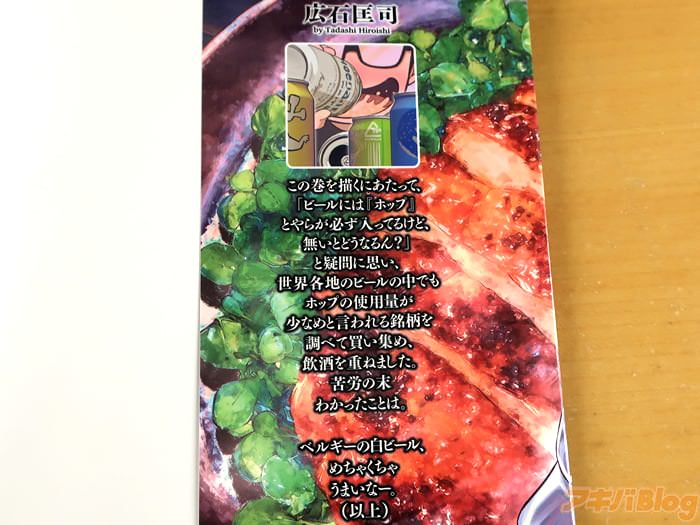 広石匡司
by Tadashi Hiroishi
この巻を描くにあたって、
「ビールには『ホップ』
とやらが必ず入ってるけど、
無いとどうなるん？」
と疑問に思い、
世界各地のビールの中でも
ホップの使用量が
少なめと言われる銘柄を
調べて買い集め、
飲酒を重ねました。
苦労の末
わかったことは。
ベルギーの白ビール、
めちゃくちゃ
うまいなー。
（以上）
アキバBlog